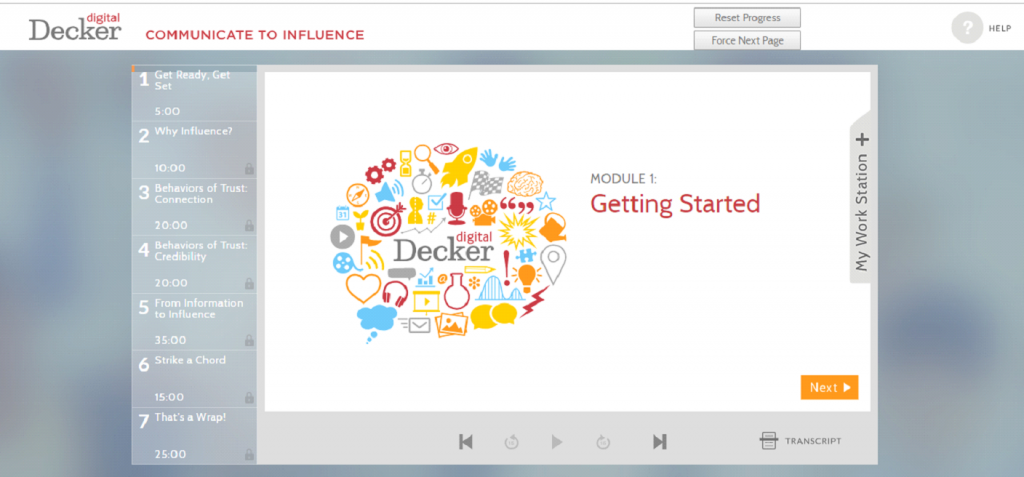 digital
Decker
COMMUNICATE TO INFLUENCE
Reset Progress
Force Next Page
?
HELP
1 Get Ready, Get
Set
5:00
2 Why Influence?
10:00
3 Behaviors of Trust:
Connection
20:00
4 Behaviors of Trust:
Credibility
20:00
5 From Information
to Influence
35:00
6 Strike a Chord
15:00
7 That's a Wrap!
25:00
31
#
@
!
digital
Decker
MODULE 1:
Getting Started
My Work Station +
Next
TRANSCRIPT